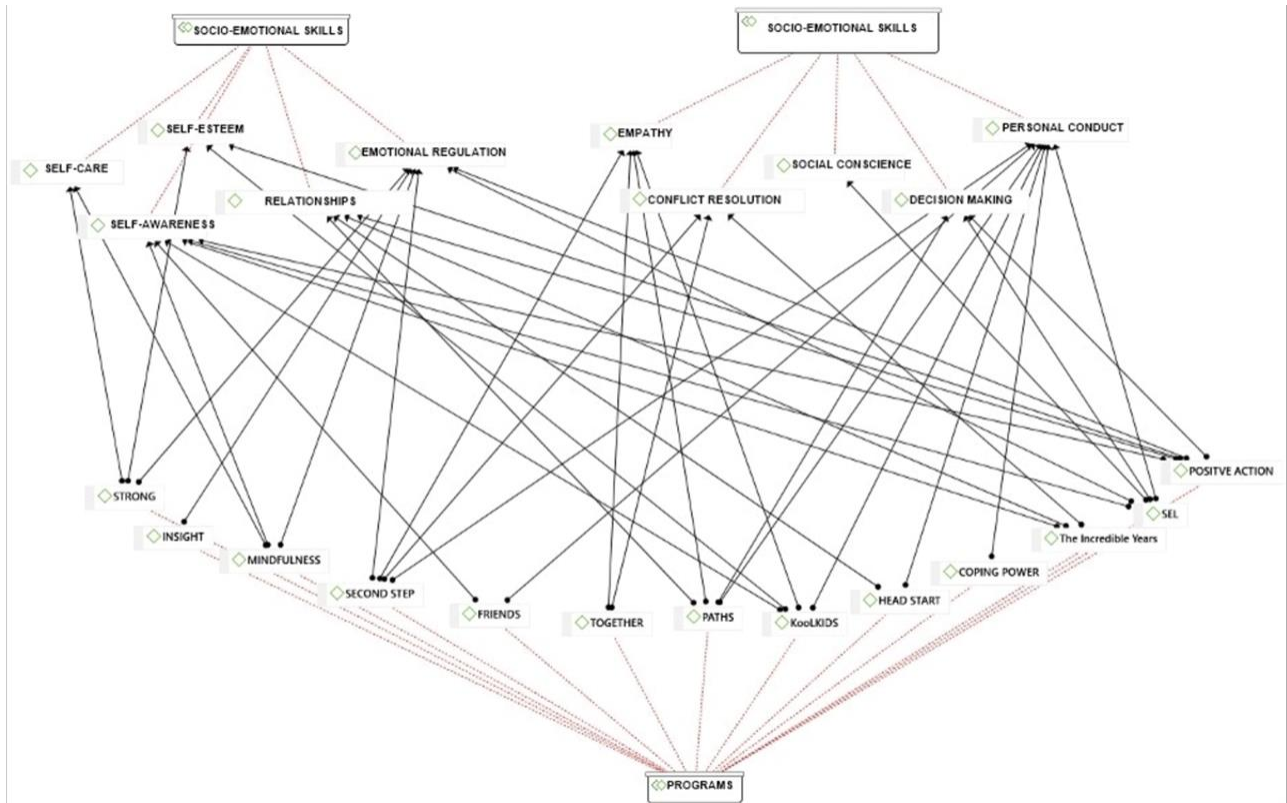 SOCIO-EMOTIONAL SKILLS
SOCIO-EMOTIONAL SKILLS
SELF-ESTEEM
EMPATHY
PERSONAL CONDUCT
SELF-CARE
EMOTIONAL REGULATION
SOCIAL CONSCIENCE
RELATIONSHIPS
CONFLICT RESOLUTION
DECISION MAKING
SELF-AWARENESS
POSITVE ACTION
STRONG
SEL
INSIGHT
The Incredible Years
MINDFULNESS
COPING POWER
SECOND STEP
HEAD START
FRIENDS
TOGETHER
PATHS
KooLKIDS
PROGRAMS